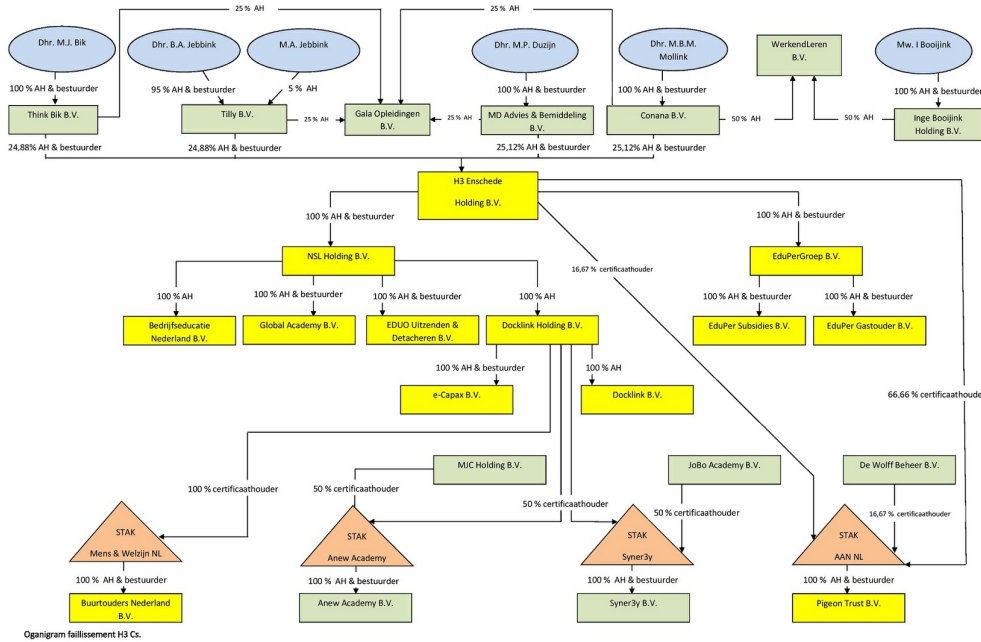 25 % AH
25 % AH
Dhr. M.J. Bik
Dhr. B.A. Jebbink
M.A. Jebbink
Dhr. M.P. Duzijn
Dhr. M.B.M.
Mollink
WerkendLeren
B.V.
Mw. I Booijink
100 % AH & bestuurder
95 % AH & bestuurder
5 % AH
100 % AH & bestuurder
100 % AH & bestuurder
100 % AH & bestuurder
Think Bik B.V.
Tilly B.V.
25 % AH
Gala Opleidingen
B.V.
25 % AH
MD Advies & Bemiddeling
B.V.
Conana B.V.
50 % AH
50 % AH
Inge Booijink
Holding B.V.
24,88% AH & bestuurder
24,88% AH & bestuurder
25,12% AH & bestuurder
25,12% AH & bestuurder
H3 Enschede
Holding B.V.
100 % AH & bestuurder
100 % AH & bestuurder
NSL Holding B.V.
16,67 % certificaathouder
EduPerGroep B.V.
100 % AH
100 % AH & bestuurder
100 % AH & bestuurder
100 % AH
100 % AH & bestuurder
100 % AH & bestuurder
Bedrijfseducatie
Nederland B.V.
Global Academy B.V.
EDUO Uitzenden &
Detacheren B.V.
Docklink Holding B.V.
EduPer Subsidies B.V.
EduPer Gastouder B.V.
100 % AH & bestuurder
100 % AH
e-Capax B.V.
Docklink B.V.
66,66 % certificaathouder
MJC Holding B.V.
JoBo Academy B.V.
De Wolff Beheer B.V.
100 % certificaathouder
50 % certificaathouder
50 % certificaathouder
50 % certificaathouder
16,67 % certificaathouder
STAK
Mens & Welzijn NL
STAK
Anew Academy
STAK
Syner3y
STAK
AAN NL
100 % AH & bestuurder
100 % AH & bestuurder
100 % AH & bestuurder
100 % AH & bestuurder
Buurtouders Nederland
B.V.
Anew Academy B.V.
Syner3y B.V.
Pigeon Trust B.V.
Oganigram faillissement H3 Cs.